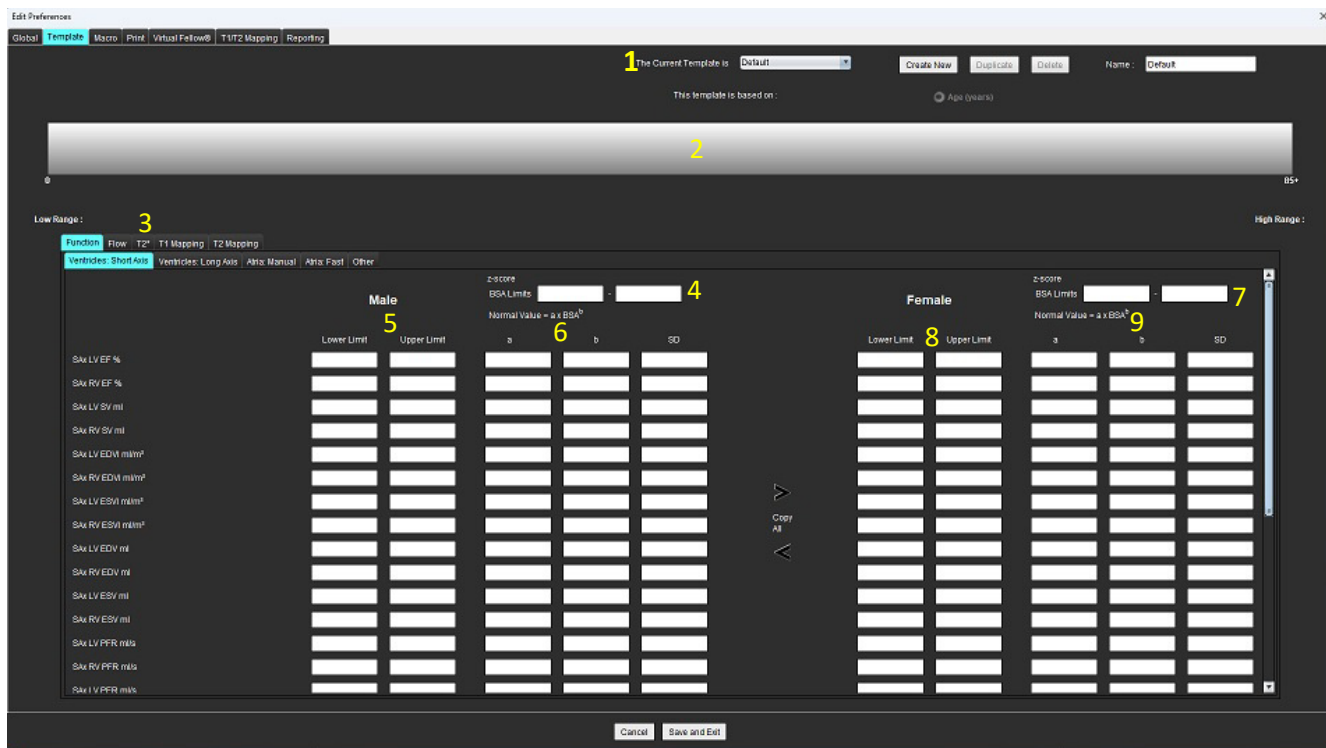 Edit Preferences
Global Template Macro Print Virtual Fellow® T1/T2 Mapping Reporting
1 The Current Template is Default Create New Duplicate Delete Name : Default
This template is based on : Age (years)
2
0 85+
Low Range : High Range :
3
Function Flow T2* T1 Mapping T2 Mapping
Ventricles: Short Axis Ventricles: Long Axis Atria: Manual Atria: Fast Other
z-score z-score
Male BSA Limits - 4 Female BSA Limits - 7
Normal Value = a x BSAᵇ Normal Value = a x BSAᵇ
5 6 8 9
Lower Limit Upper Limit a b SD Lower Limit Upper Limit a b SD
SAx LV EF %
SAx RV EF %
SAx LV SV ml
SAx RV SV ml
SAx LV EDVI ml/m²
SAx RV EDVI ml/m²
SAx LV ESVI ml/m²
>
SAx RV ESVI ml/m²
Copy
All
<
SAx LV EDV ml
SAx RV EDV ml
SAx LV ESV ml
SAx RV ESV ml
SAx LV PFR ml/s
SAx RV PFR ml/s
SAx LV PER ml/s
Cancel Save and Exit